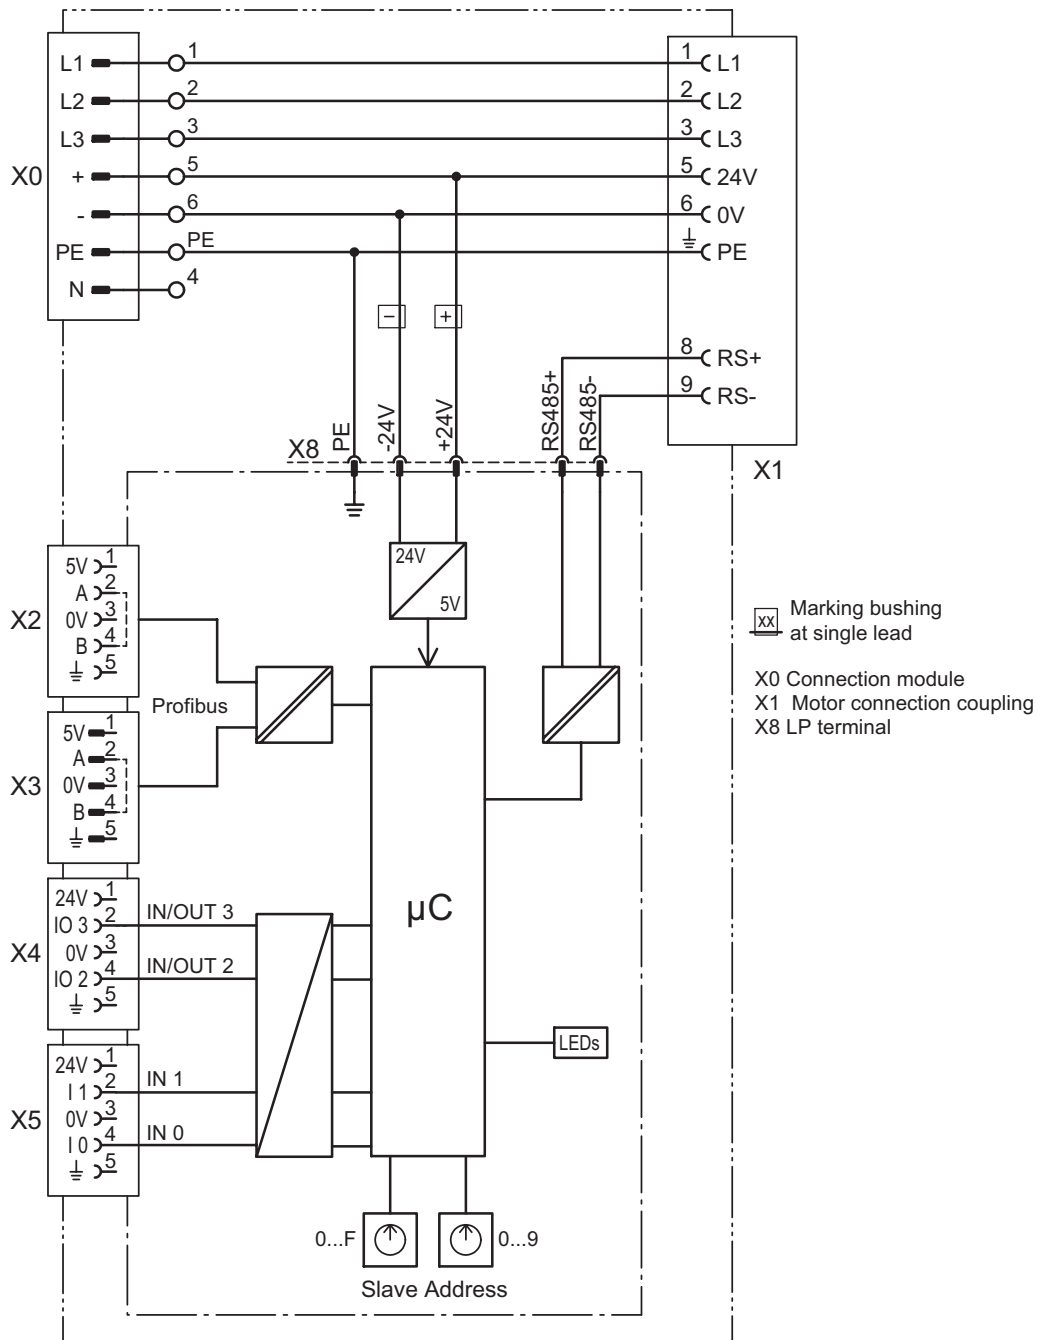 X0
L1 1 1 L1
L2 2 2 L2
L3 3 3 L3
+ 5 5 24V
- 6 6 0V
PE PE PE
N 4
− +
8 RS+
9 RS-
X1
X8
PE
-24V
+24V
RS485+
RS485-
24V
5V
X2
5V 1
A 2
0V 3
B 4
5
Profibus
X3
5V 1
A 2
0V 3
B 4
5
X4
24V 1
IO 3 2 IN/OUT 3
0V 3
IO 2 4 IN/OUT 2
5
X5
24V 1
I 1 2 IN 1
0V 3
I 0 4 IN 0
5
µC
LEDs
0...F 0...9
Slave Address
xx Marking bushing
at single lead
X0 Connection module
X1 Motor connection coupling
X8 LP terminal